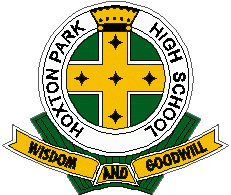 HOXTON PARK HIGH SCHOOL
WISDOM AND GOODWILL